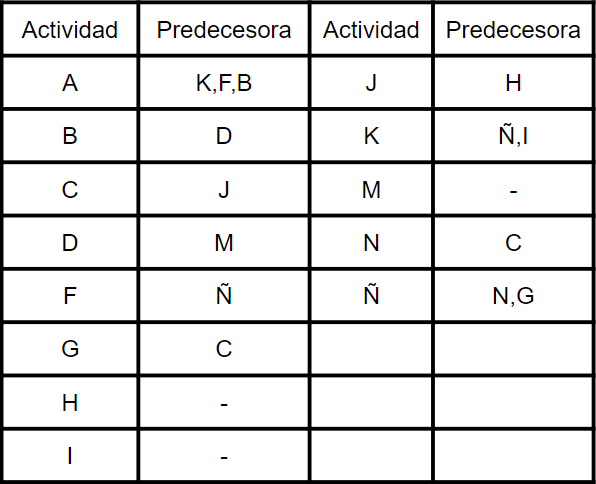 Actividad Predecesora Actividad Predecesora
A K,F,B J H
B D K Ñ,I
C J M -
D M N C
F Ñ Ñ N,G
G C
H -
I -